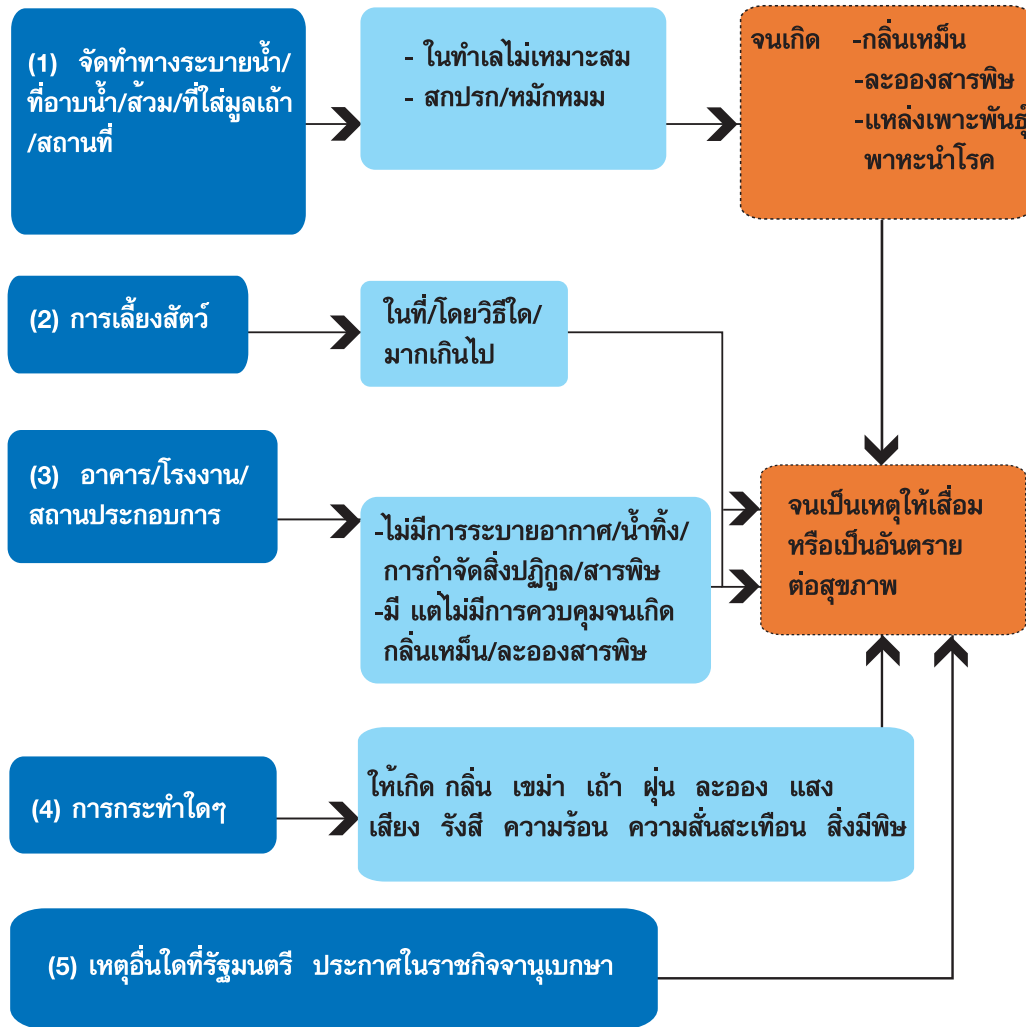 (1) จัดทำทางระบายน้ำ/
ที่อาบน้ำ/ส้วม/ที่ใส่มูลเถ้า
/สถานที่
- ในทำเลไม่เหมาะสม
- สกปรก/หมักหมม
จนเกิด -กลิ่นเหม็น
-ละอองสารพิษ
-แหล่งเพาะพันธุ์
พาหะนำโรค
(2) การเลี้ยงสัตว์
ในที่/โดยวิธีใด/
มากเกินไป
(3) อาคาร/โรงงาน/
สถานประกอบการ
-ไม่มีการระบายอากาศ/น้ำทิ้ง/
การกำจัดสิ่งปฏิกูล/สารพิษ
-มี แต่ไม่มีการควบคุมจนเกิด
กลิ่นเหม็น/ละอองสารพิษ
จนเป็นเหตุให้เสื่อม
หรือเป็นอันตราย
ต่อสุขภาพ
(4) การกระทำใดๆ
ให้เกิด กลิ่น เขม่า เถ้า ฝุ่น ละออง แสง
เสียง รังสี ความร้อน ความสั่นสะเทือน สิ่งมีพิษ
(5) เหตุอื่นใดที่รัฐมนตรี ประกาศในราชกิจจานุเบกษา